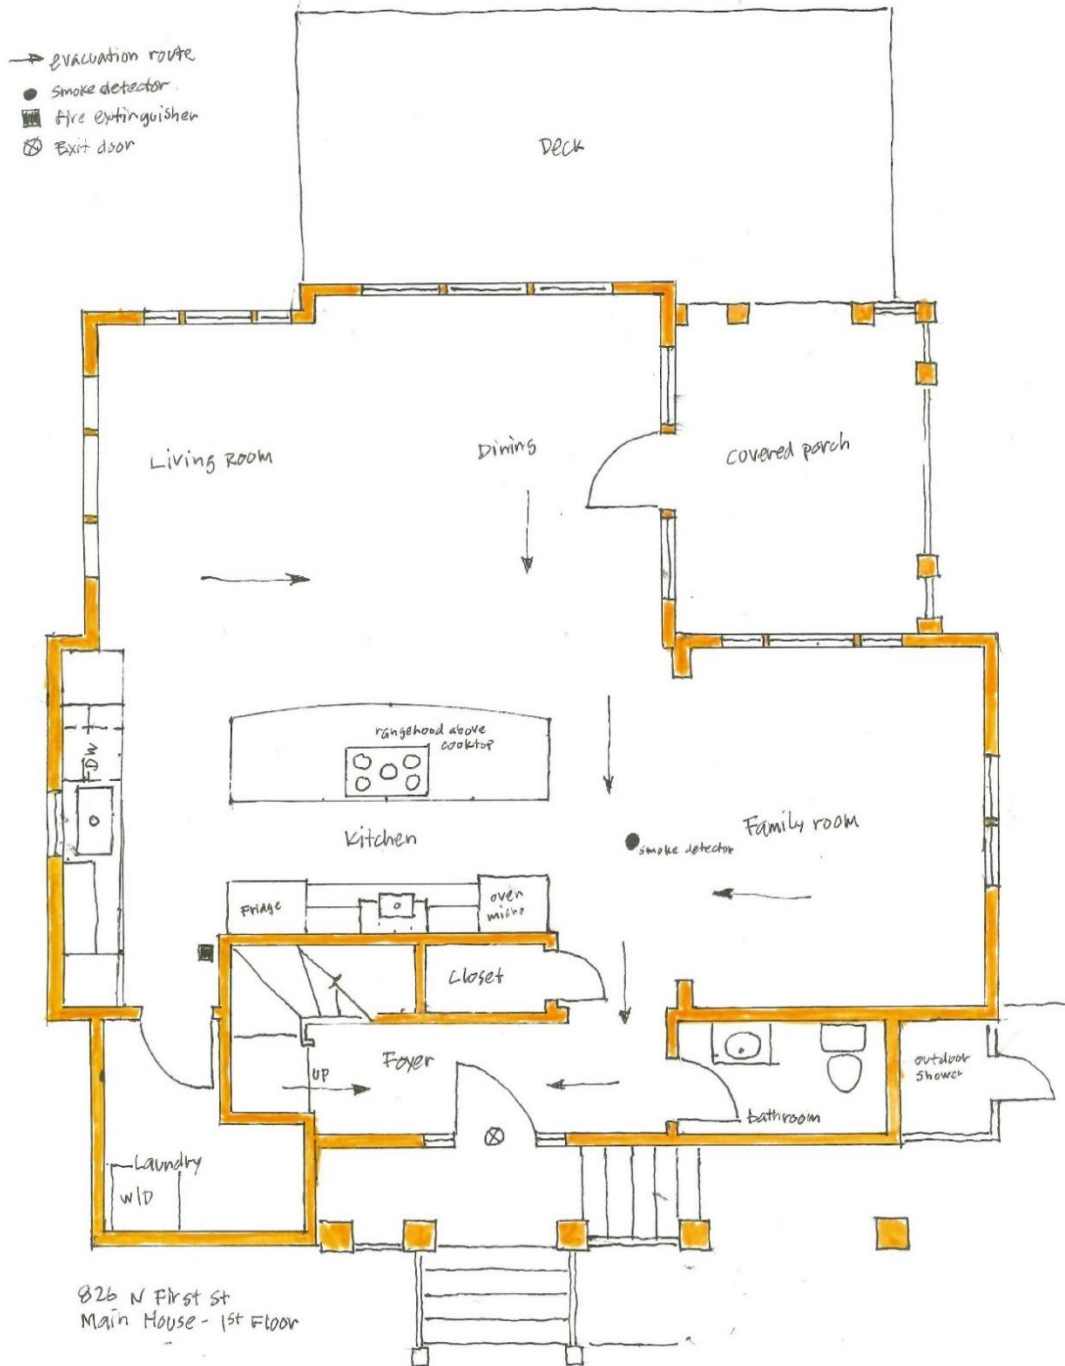 evacuation route
smoke detector
fire extinguisher
Exit door
Deck
Living Room
Dining
covered porch
rangehood above
cooktop
DW
Kitchen
Family room
smoke detector
Fridge
oven
micro
Closet
Foyer
UP
outdoor
shower
bathroom
Laundry
W/D
826 N First St
Main House - 1st Floor